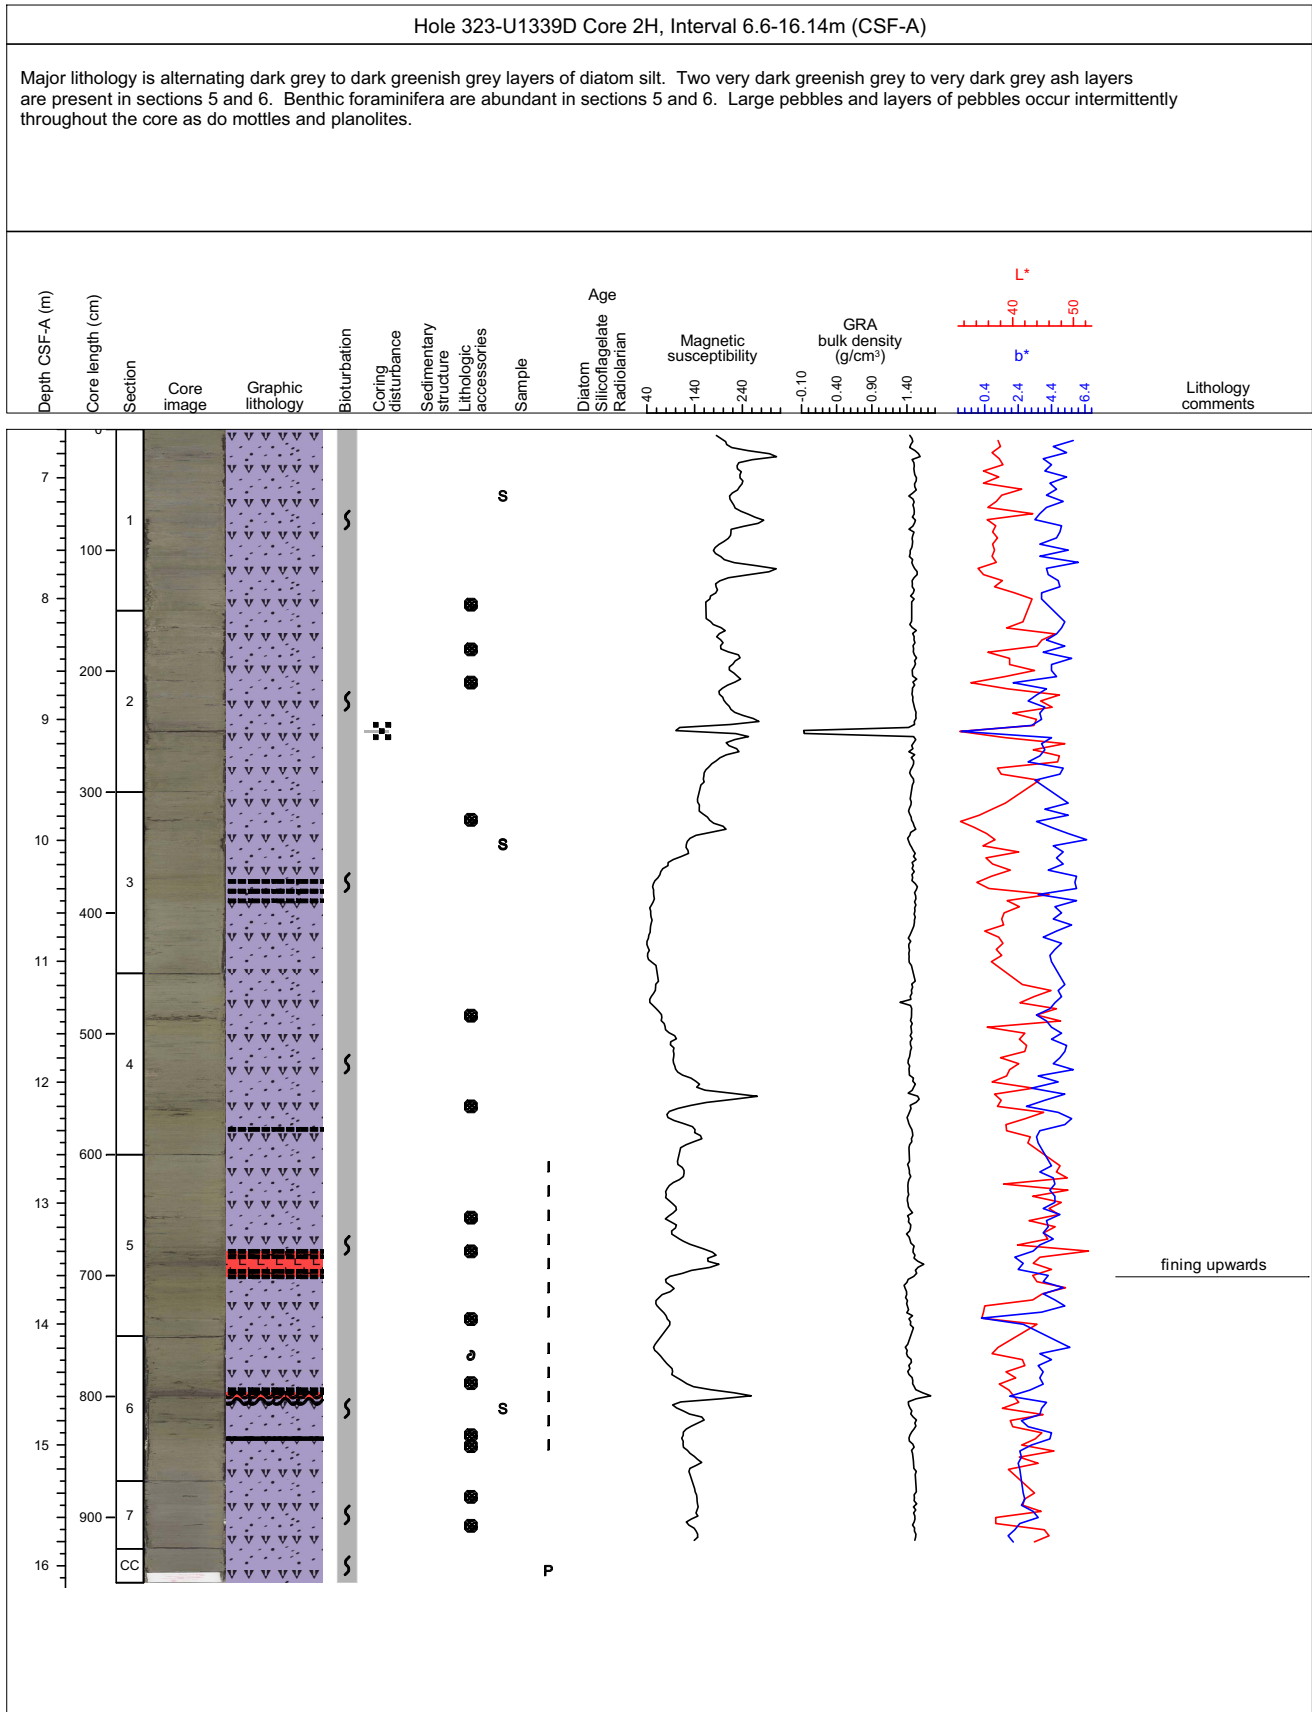 Hole 323-U1339D Core 2H, Interval 6.6-16.14m (CSF-A)
Major lithology is alternating dark grey to dark greenish grey layers of diatom silt. Two very dark greenish grey to very dark grey ash layers
are present in sections 5 and 6. Benthic foraminifera are abundant in sections 5 and 6. Large pebbles and layers of pebbles occur intermittently
throughout the core as do mottles and planolites.
Depth CSF-A (m)
Core length (cm)
Section
Core
image
Graphic
lithology
Bioturbation
Coring
disturbance
Sedimentary
structure
Lithologic
accessories
Sample
Age
Diatom
Silicoflagelate
Radiolarian
Magnetic
susceptibility
40
140
240
GRA
bulk density
(g/cm³)
-0.10
0.40
0.90
1.40
L*
40
50
b*
-0.4
2.4
4.4
6.4
Lithology
comments
0
7
S
1
100
8
200
2
9
300
10
S
3
400
11
500
4
12
600
13
5
700
fining upwards
14
800
6
S
15
7
900
CC
16
P